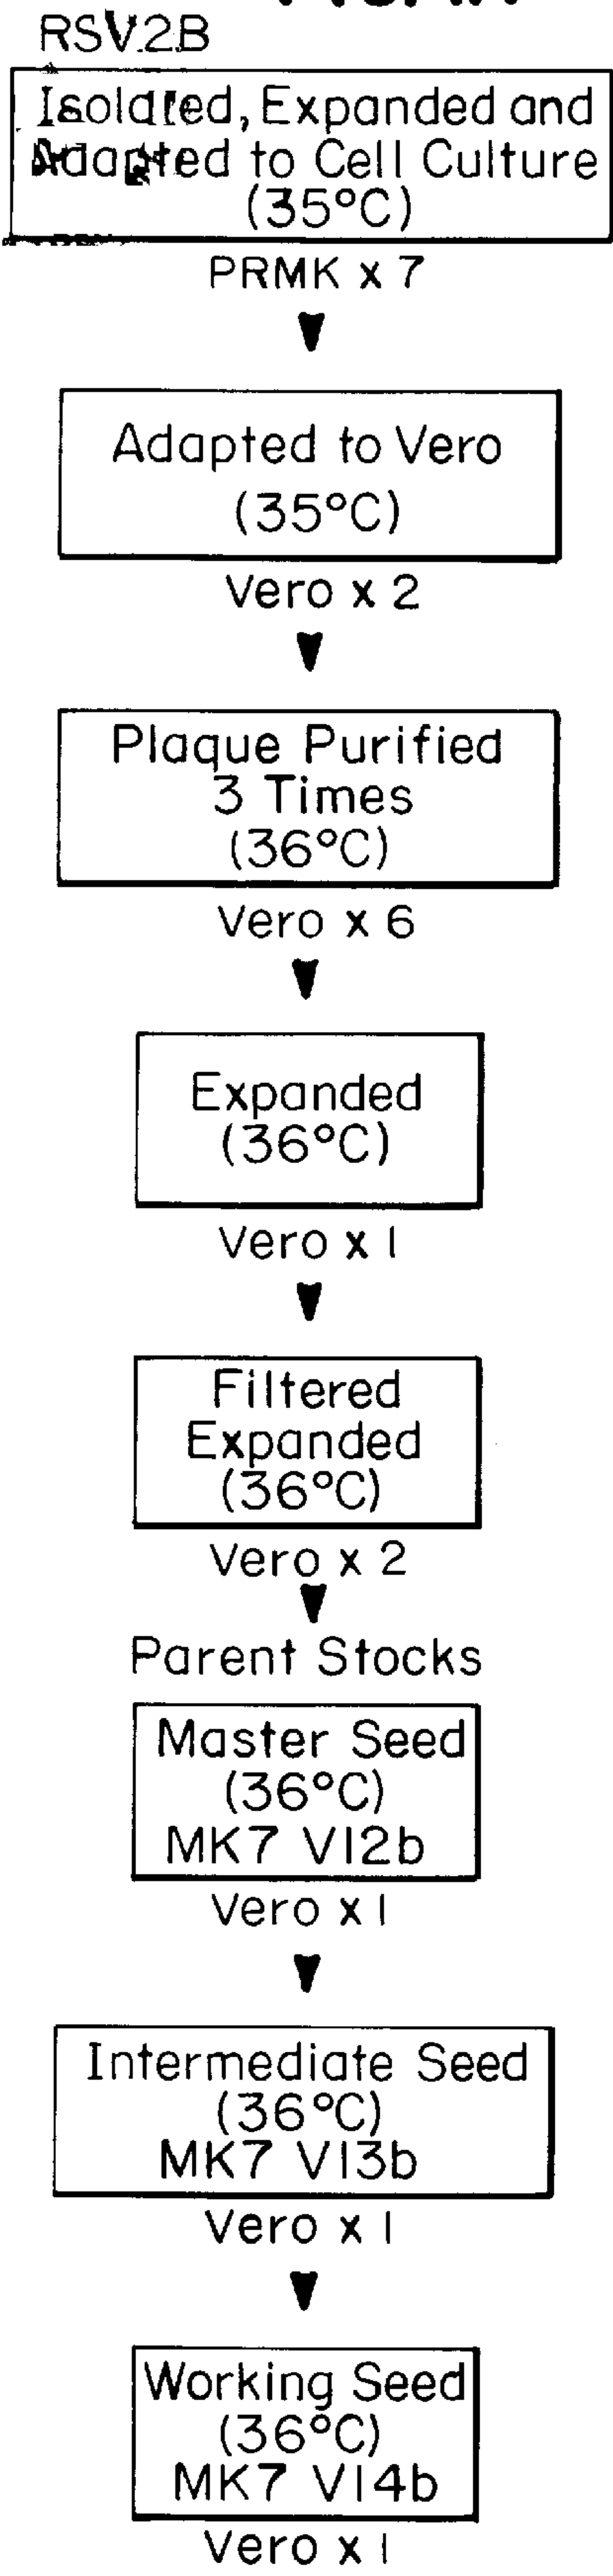 RSV2B
Isolated, Expanded and
Adapted to Cell Culture
(35°C)
PRMK x 7
Adapted to Vero
(35°C)
Vero x 2
Plaque Purified
3 Times
(36°C)
Vero x 6
Expanded
(36°C)
Vero x 1
Filtered
Expanded
(36°C)
Vero x 2
Parent Stocks
Master Seed
(36°C)
MK7 V12b
Vero x 1
Intermediate Seed
(36°C)
MK7 V13b
Vero x 1
Working Seed
(36°C)
MK7 V14b
Vero x 1